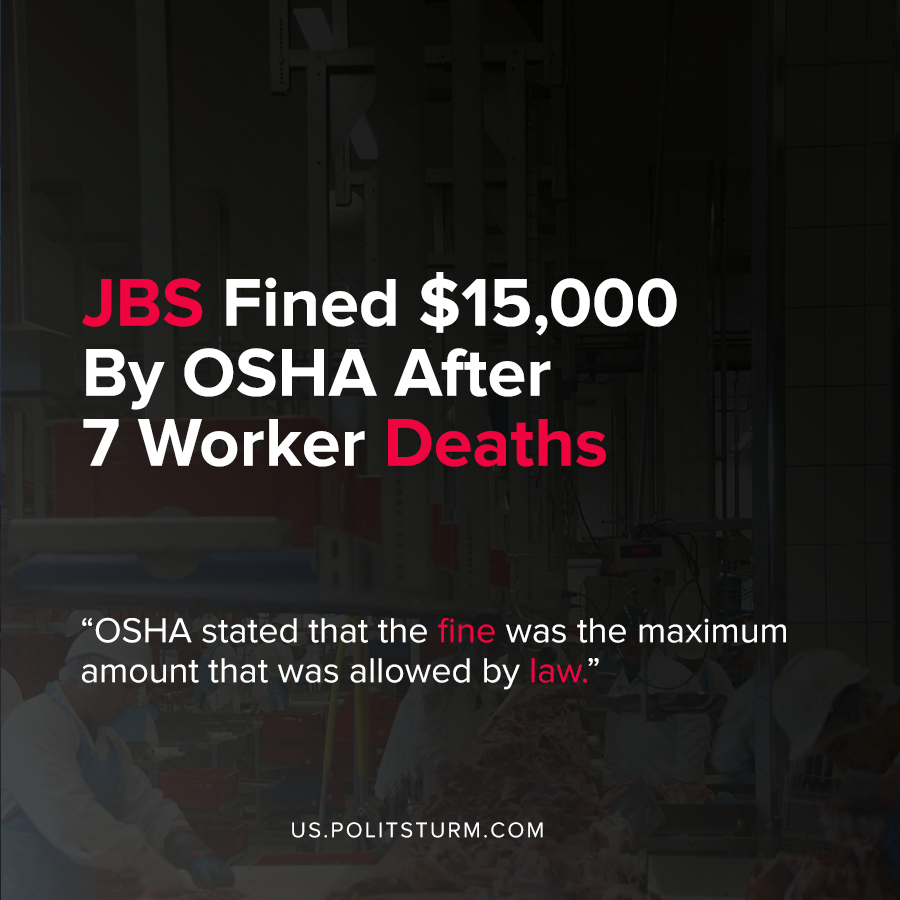 JBS Fined $15,000
By OSHA After
7 Worker Deaths
“OSHA stated that the fine was the maximum
amount that was allowed by law.”
US.POLITSTURM.COM